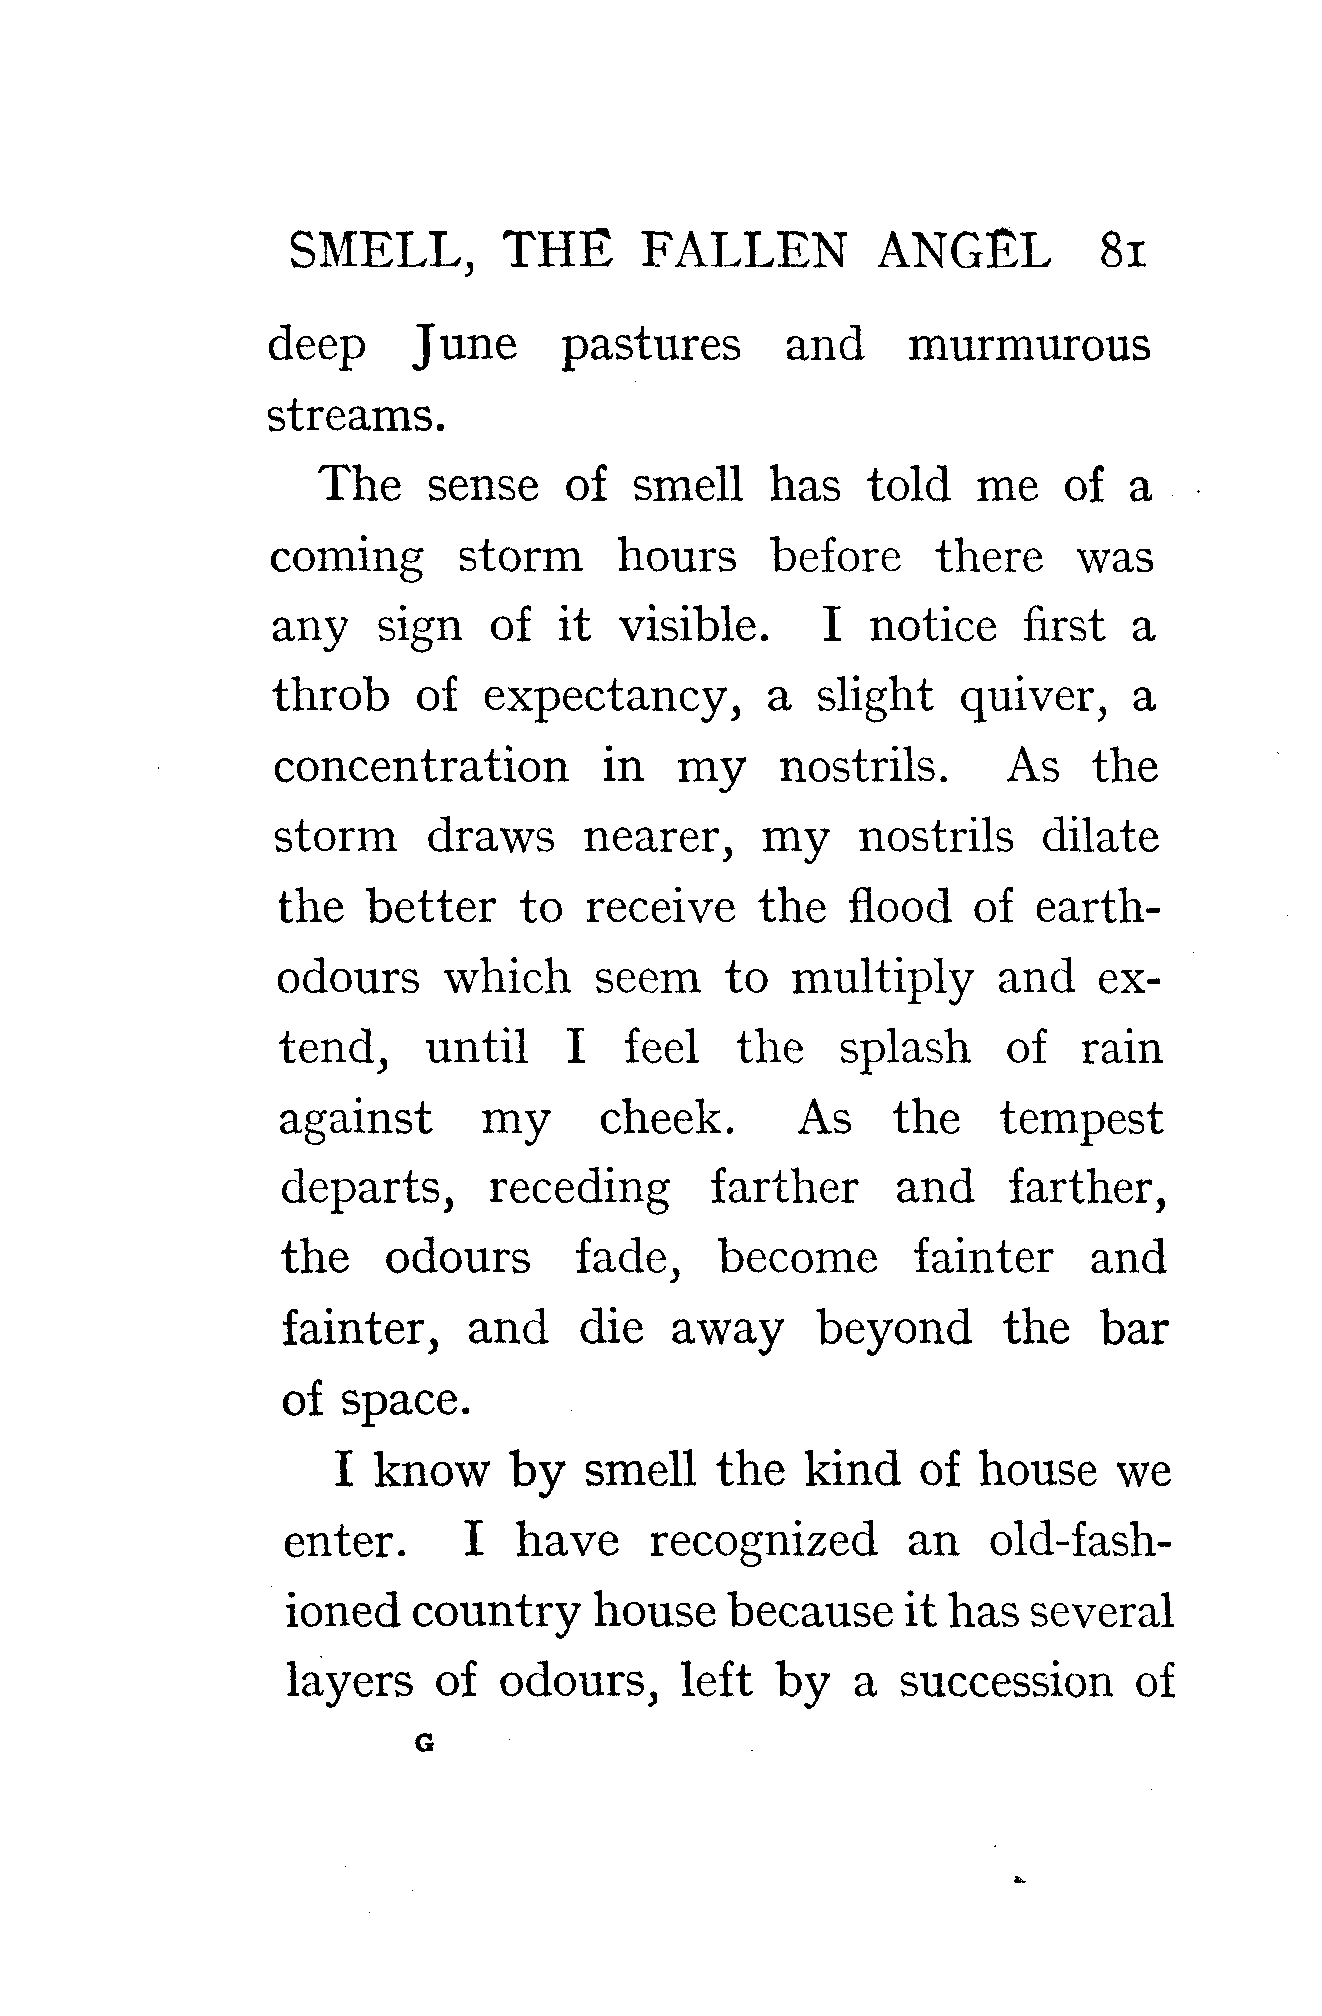 SMELL, THE FALLEN ANGEL 81
deep June pastures and murmurous
streams.
The sense of smell has told me of a
coming storm hours before there was
any sign of it visible. I notice first a
throb of expectancy, a slight quiver, a
concentration in my nostrils. As the
storm draws nearer, my nostrils dilate
the better to receive the flood of earth-
odours which seem to multiply and ex-
tend, until I feel the splash of rain
against my cheek. As the tempest
departs, receding farther and farther,
the odours fade, become fainter and
fainter, and die away beyond the bar
of space.
I know by smell the kind of house we
enter. I have recognized an old-fash-
ioned country house because it has several
layers of odours, left by a succession of
G